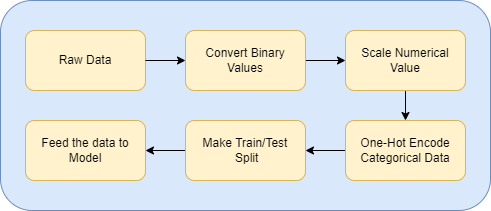 Raw Data
Convert Binary
Values
Scale Numerical
Value
One-Hot Encode
Categorical Data
Make Train/Test
Split
Feed the data to
Model